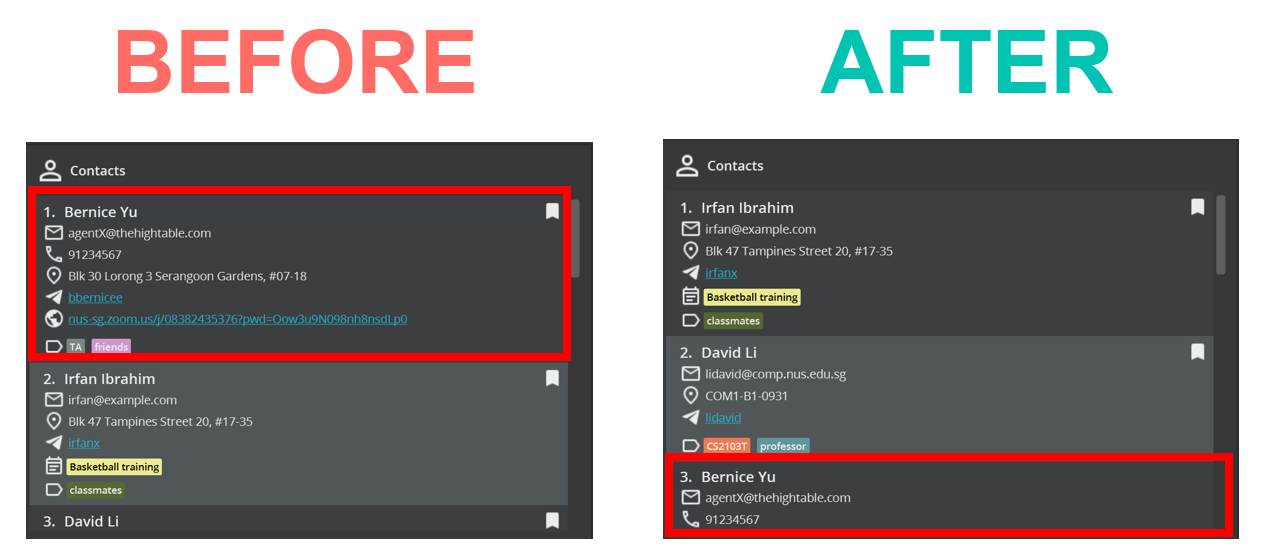 BEFORE
AFTER
Contacts
1. Bernice Yu
agentX@thehightable.com
91234567
Blk 30 Lorong 3 Serangoon Gardens, #07-18
bbernicee
nus-sg.zoom.us/j/08382435376?pwd=Oow3u9N098nh8nsdLp0
TA friends
2. Irfan Ibrahim
irfan@example.com
Blk 47 Tampines Street 20, #17-35
irfanx
Basketball training
classmates
3. David Li
Contacts
1. Irfan Ibrahim
irfan@example.com
Blk 47 Tampines Street 20, #17-35
irfanx
Basketball training
classmates
2. David Li
lidavid@comp.nus.edu.sg
COM1-B1-0931
lidavid
CS2103T professor
3. Bernice Yu
agentX@thehightable.com
91234567